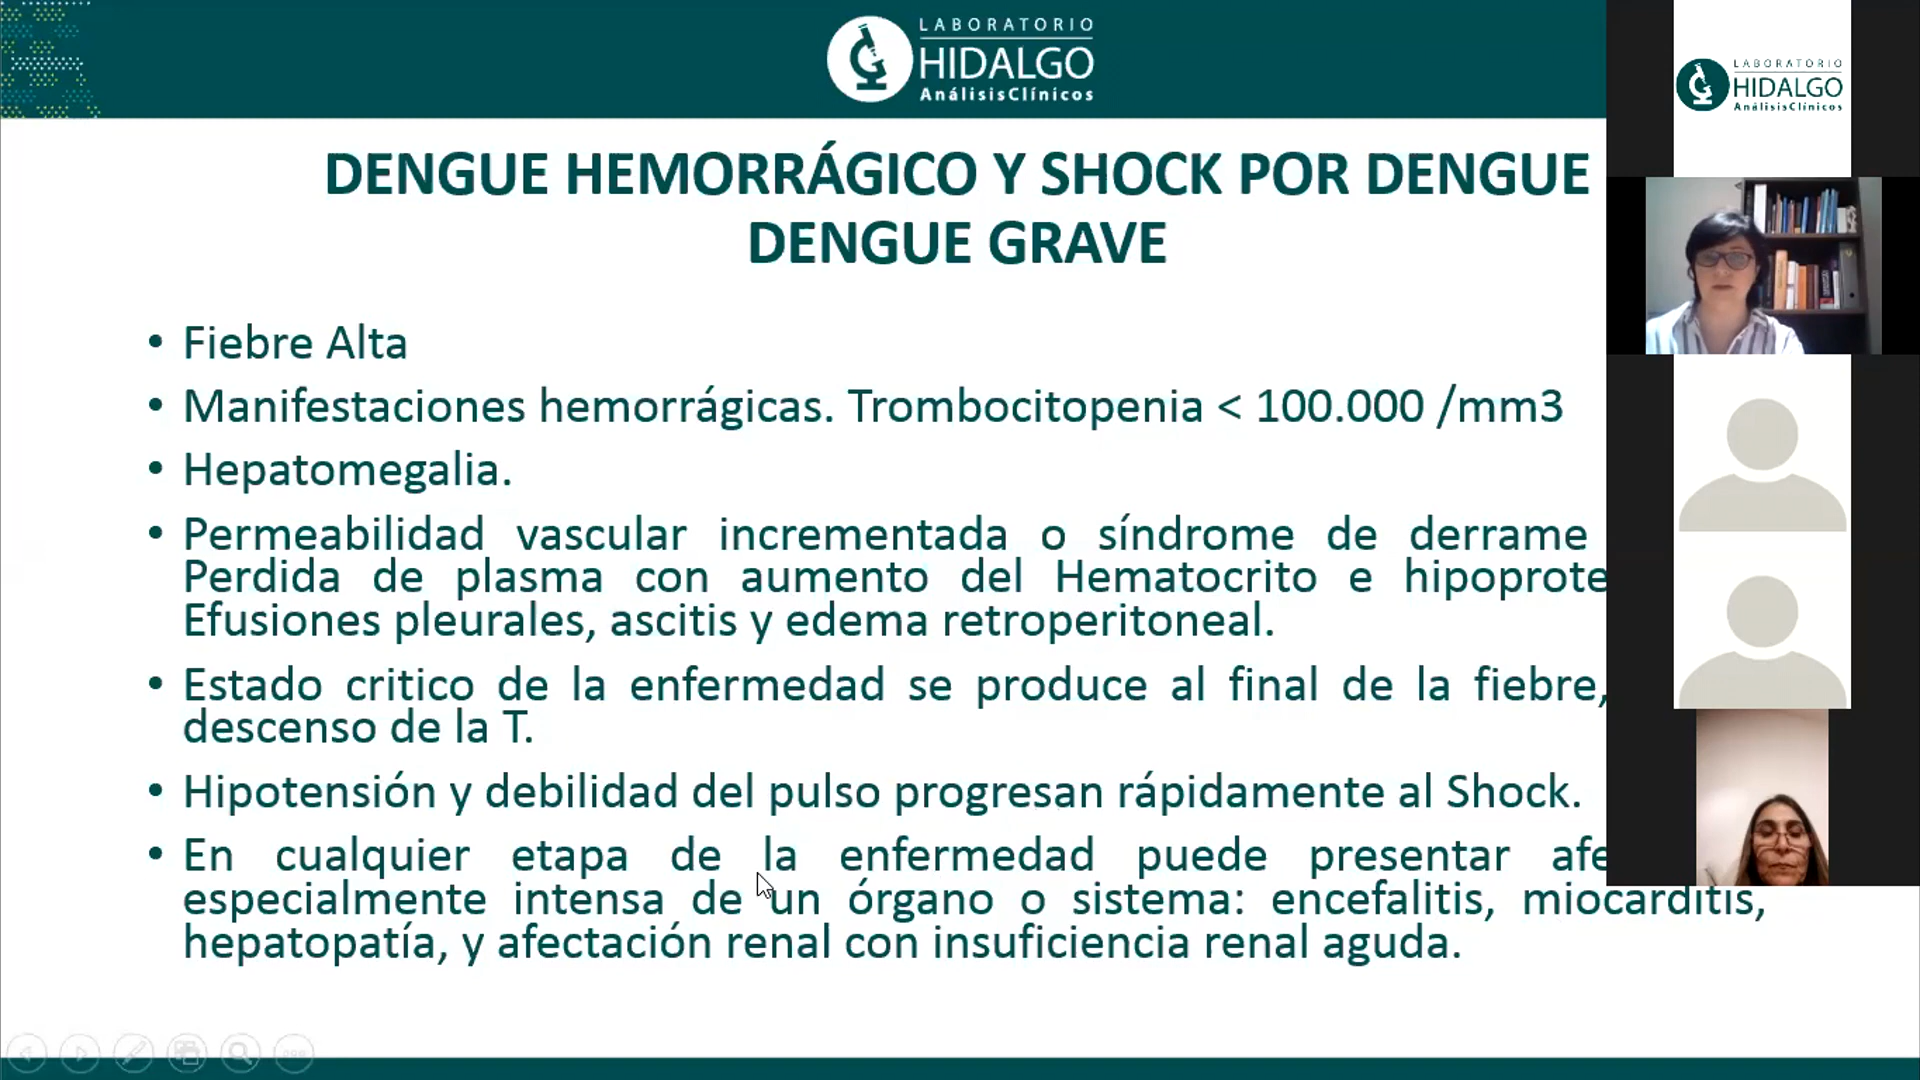 LABORATORIO
HIDALGO
AnálisisClínicos
LABORATORIO
HIDALGO
AnálisisClínicos
DENGUE HEMORRÁGICO Y SHOCK POR DENGUE
DENGUE GRAVE
• Fiebre Alta
• Manifestaciones hemorrágicas. Trombocitopenia < 100.000 /mm3
• Hepatomegalia.
• Permeabilidad vascular incrementada o síndrome de derrame
Perdida de plasma con aumento del Hematocrito e
Efusiones pleurales, ascitis y edema retroperitoneal.
• Estado critico de la enfermedad se produce al final de la fiebre,
descenso de la T.
• Hipotensión y debilidad del pulso progresan rápidamente al Shock.
• En cualquier etapa de la enfermedad puede presentar
especialmente intensa de un órgano o sistema: encefalitis, miocarditis,
hepatopatía, y afectación renal con insuficiencia renal aguda.